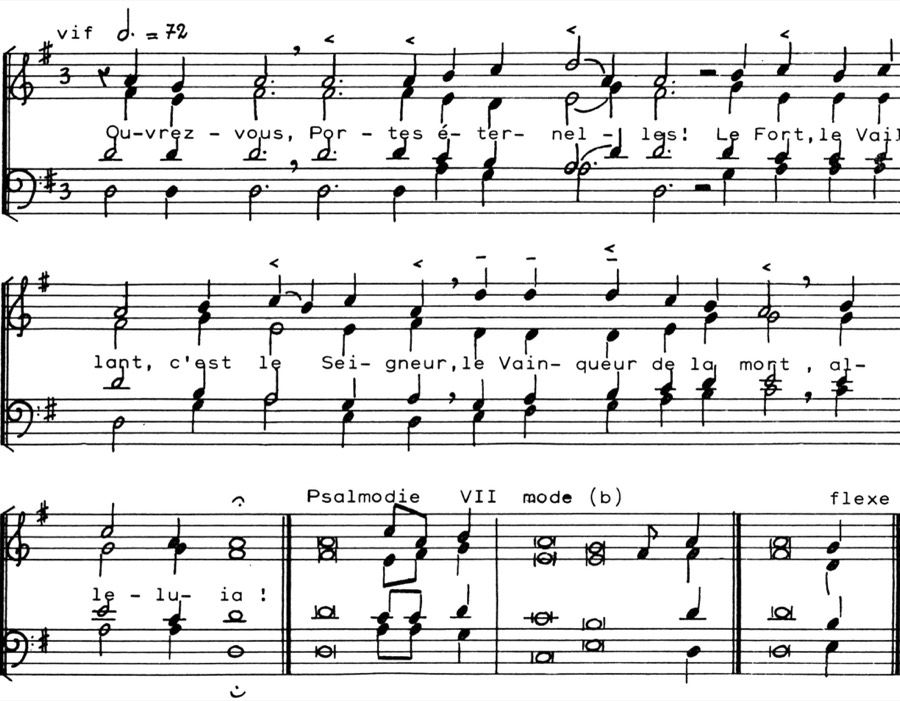 vif 𝅗𝅥. = 72
Ou-vrez - vous, Por - tes é- ter- nel - les! Le Fort, le Vail
lant, c'est le Sei- gneur, le Vain- queur de la mort , al-
Psalmodie VII mode (b) flexe
le - lu- ia !